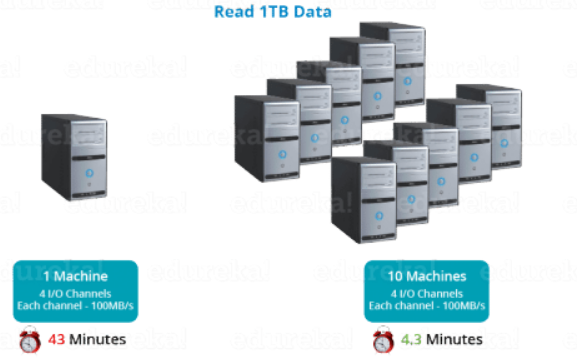 Read 1TB Data
1 Machine
4 I/O Channels
Each channel - 100MB/s
43 Minutes
10 Machines
4 I/O Channels
Each channel - 100MB/s
4.3 Minutes
edureka!